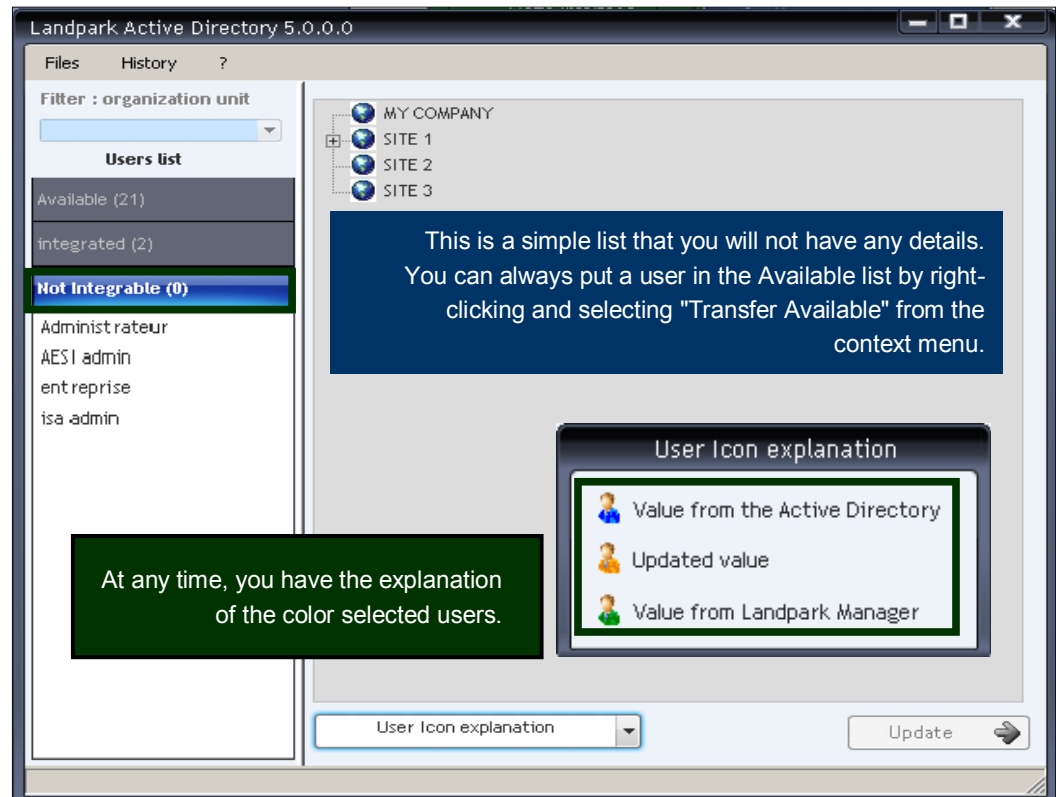 Landpark Active Directory 5.0.0.0
Files History ?
Filter : organization unit
Users list
Available (21)
integrated (2)
Not Integrable (0)
Administrateur
AESI admin
entreprise
isa admin
MY COMPANY
SITE 1
SITE 2
SITE 3
This is a simple list that you will not have any details.
You can always put a user in the Available list by right-
clicking and selecting "Transfer Available" from the
context menu.
User Icon explanation
Value from the Active Directory
Updated value
Value from Landpark Manager
At any time, you have the explanation
of the color selected users.
User Icon explanation
Update